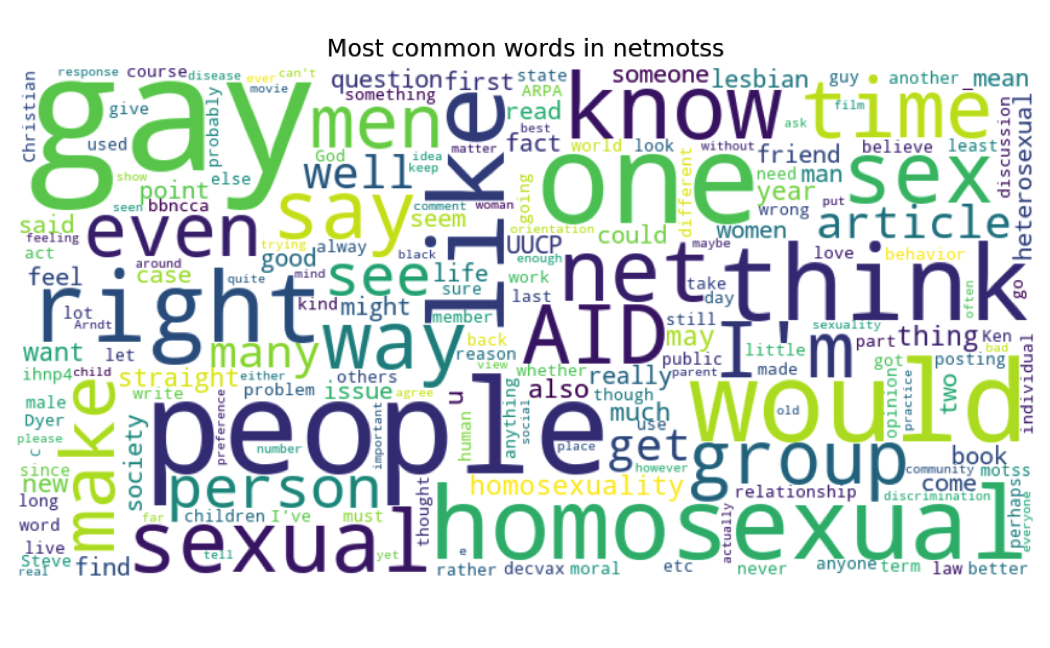 Most common words in netmotss
response course disease ever can't question first state someone lesbian guy another _mean
Christian gay movie something ARPA know time film
give men like read best ask
used probably matter fact world look without friend believe least discussion heterosexual
God well idea keep one different need man sex
show point else going year
said seen bbncca say comment woman seem orientation could women wrong put article
feeling even trying alway black UUCP maybe
act good enough love behavior
feel case around quite mind see life work net take think go
right kind might sure last day often
lot Arndt member AID still sexuality
want let many way back reason may I'm little part thing Ken bad
ihnp4 child straight either view whether public parent made got posting individual
make write problem issue others agree u also really though would opinion practice two
male people anything social much use old
Dyer society preference important human place get group
please number however book
c since new person homosexuality community come motss perhaps
long children I've must thought homosexual relationship discrimination everyone
word far sexual actually
live tell yet e
Steve real find rather decvax moral etc never anyone term law better